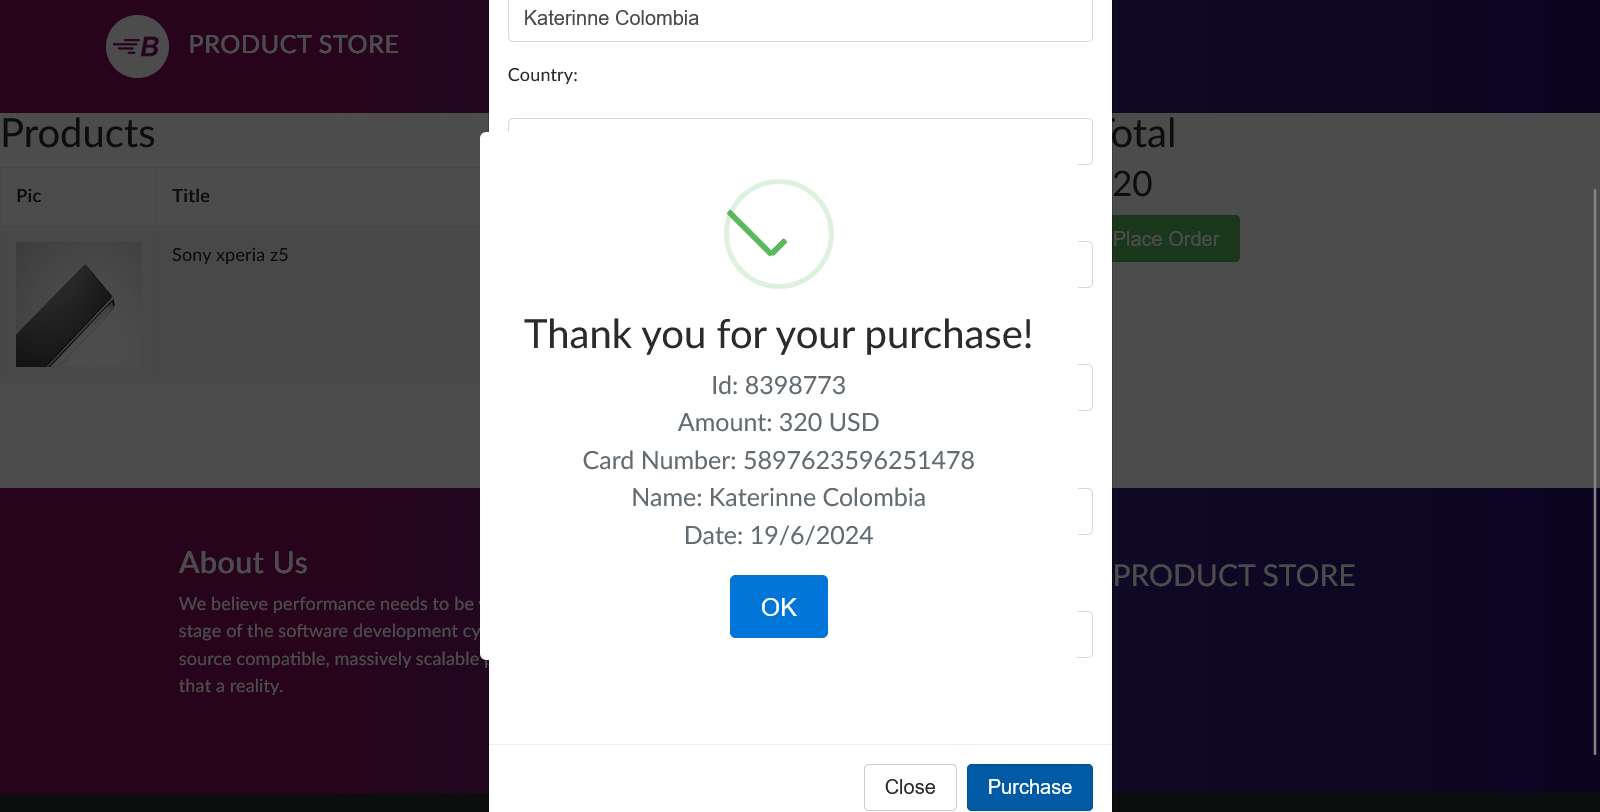 B PRODUCT STORE
Products
Pic Title
Sony xperia z5
About Us
We believe performance needs to be
stage of the software development cy
source compatible, massively scalable
that a reality.
Katerinne Colombia
Country:
Thank you for your purchase!
Id: 8398773
Amount: 320 USD
Card Number: 5897623596251478
Name: Katerinne Colombia
Date: 19/6/2024
OK
Close Purchase
otal
20
Place Order
PRODUCT STORE